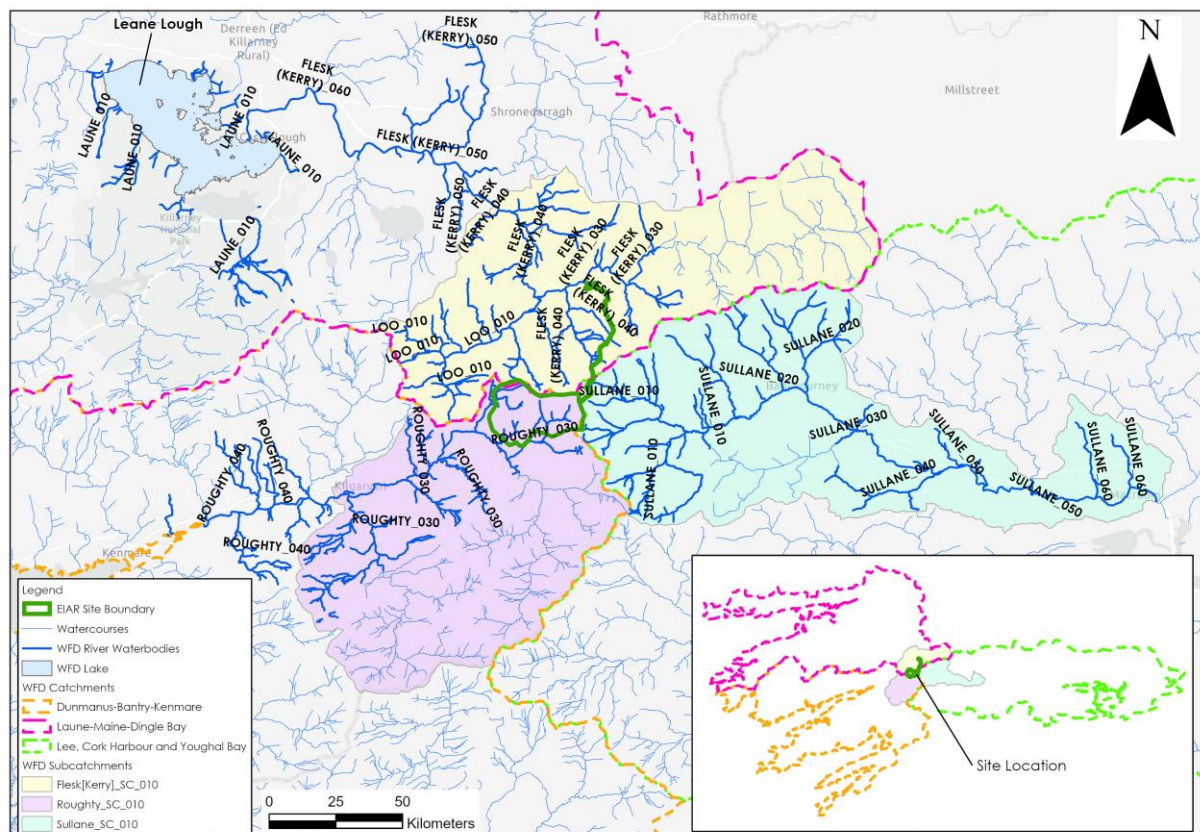 Leane Lough
Derreen (Ed
Killarney
Rural)
FLESK
(KERRY)_050
Rathmore
N
FLESK
(KERRY)_060
Millstreet
LAUNE_010
LAUNE_010
LAUNE_010
LAUNE_010
Shronedarragh
FLESK (KERRY)_050
FLESK
(KERRY)_050
FLESK
(KERRY)_040
FLESK
(KERRY)_040
FLESK
(KERRY)_030
FLESK
(KERRY)_030
Killarney
National
Park
LAUNE_010
FLESK
(KERRY)_040
LOO_010
LOO_010
LOO_010
LOO_010
FLESK
(KERRY)_040
SULLANE_020
SULLANE_020
SULLANE_010
SULLANE_010
ROUGHTY_030
SULLANE_030
SULLANE_050
SULLANE_040
SULLANE_050
SULLANE_060
SULLANE_060
SULLANE_010
ROUGHTY_040
ROUGHTY_040
ROUGHTY_030
ROUGHTY_030
ROUGHTY_030
Kilgarvan
ROUGHTY_040
Kenmare
Legend
EIAR Site Boundary
Watercourses
WFD River Waterbodies
WFD Lake
WFD Catchments
Dunmanus-Bantry-Kenmare
Laune-Maine-Dingle Bay
Lee, Cork Harbour and Youghal Bay
WFD Subcatchments
Flesk[Kerry]_SC_010
Roughty_SC_010
Sullane_SC_010
0 25 50
Kilometers
Site Location